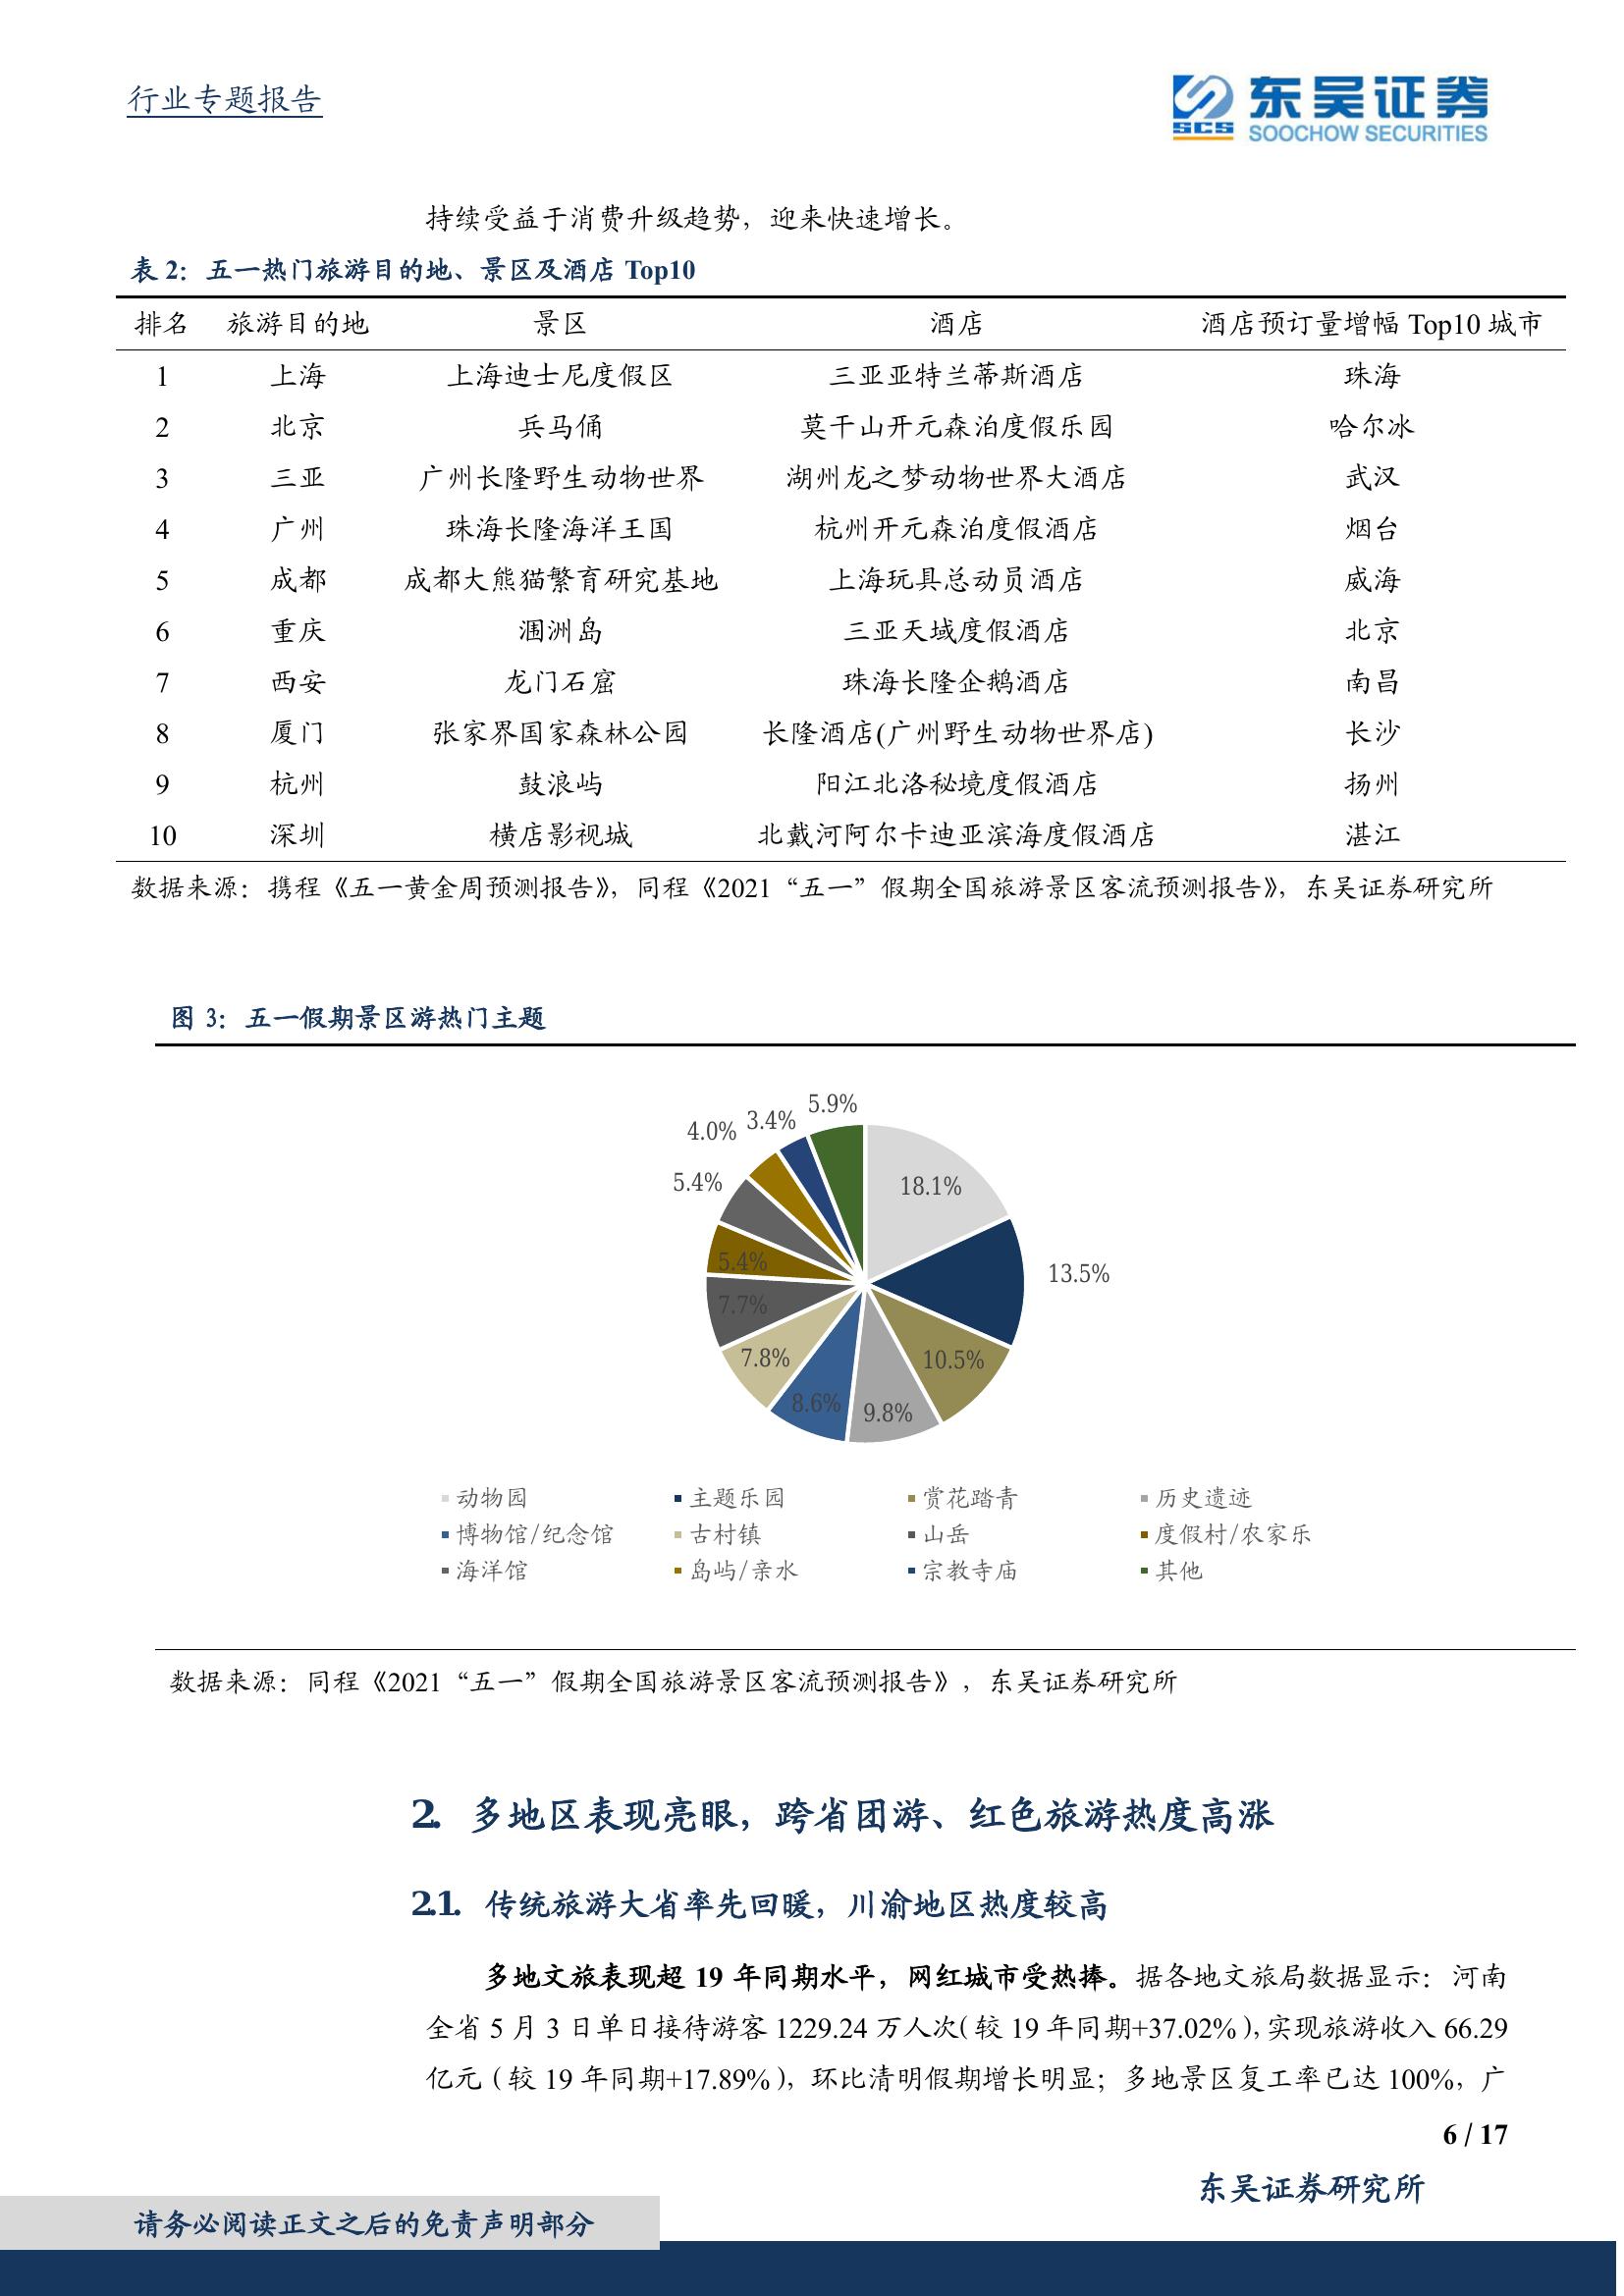 行业专题报告
东吴证券
SCS
SOOCHOW SECURITIES
持续受益于消费升级趋势，迎来快速增长。
表 2：五一热门旅游目的地、景区及酒店 Top10
排名 旅游目的地 景区 酒店 酒店预订量增幅 Top10 城市
1 上海 上海迪士尼度假区 三亚亚特兰蒂斯酒店 珠海
2 北京 兵马俑 莫干山开元森泊度假乐园 哈尔冰
3 三亚 广州长隆野生动物世界 湖州龙之梦动物世界大酒店 武汉
4 广州 珠海长隆海洋王国 杭州开元森泊度假酒店 烟台
5 成都 成都大熊猫繁育研究基地 上海玩具总动员酒店 威海
6 重庆 涠洲岛 三亚天域度假酒店 北京
7 西安 龙门石窟 珠海长隆企鹅酒店 南昌
8 厦门 张家界国家森林公园 长隆酒店(广州野生动物世界店) 长沙
9 杭州 鼓浪屿 阳江北洛秘境度假酒店 扬州
10 深圳 横店影视城 北戴河阿尔卡迪亚滨海度假酒店 湛江
数据来源：携程《五一黄金周预测报告》，同程《2021“五一”假期全国旅游景区客流预测报告》，东吴证券研究所
图 3：五一假期景区游热门主题
5.9%
3.4%
4.0%
5.4%
18.1%
5.4%
13.5%
7.7%
7.8%
10.5%
8.6%
9.8%
动物园 主题乐园 赏花踏青 历史遗迹
博物馆/纪念馆 古村镇 山岳 度假村/农家乐
海洋馆 岛屿/亲水 宗教寺庙 其他
数据来源：同程《2021“五一”假期全国旅游景区客流预测报告》，东吴证券研究所
2. 多地区表现亮眼，跨省团游、红色旅游热度高涨
2.1. 传统旅游大省率先回暖，川渝地区热度较高
多地文旅表现超 19 年同期水平，网红城市受热捧。据各地文旅局数据显示：河南
全省 5 月 3 日单日接待游客 1229.24 万人次（较 19 年同期+37.02%），实现旅游收入 66.29
亿元（较 19 年同期+17.89%），环比清明假期增长明显；多地景区复工率已达 100%，广
6 / 17
东吴证券研究所
请务必阅读正文之后的免责声明部分